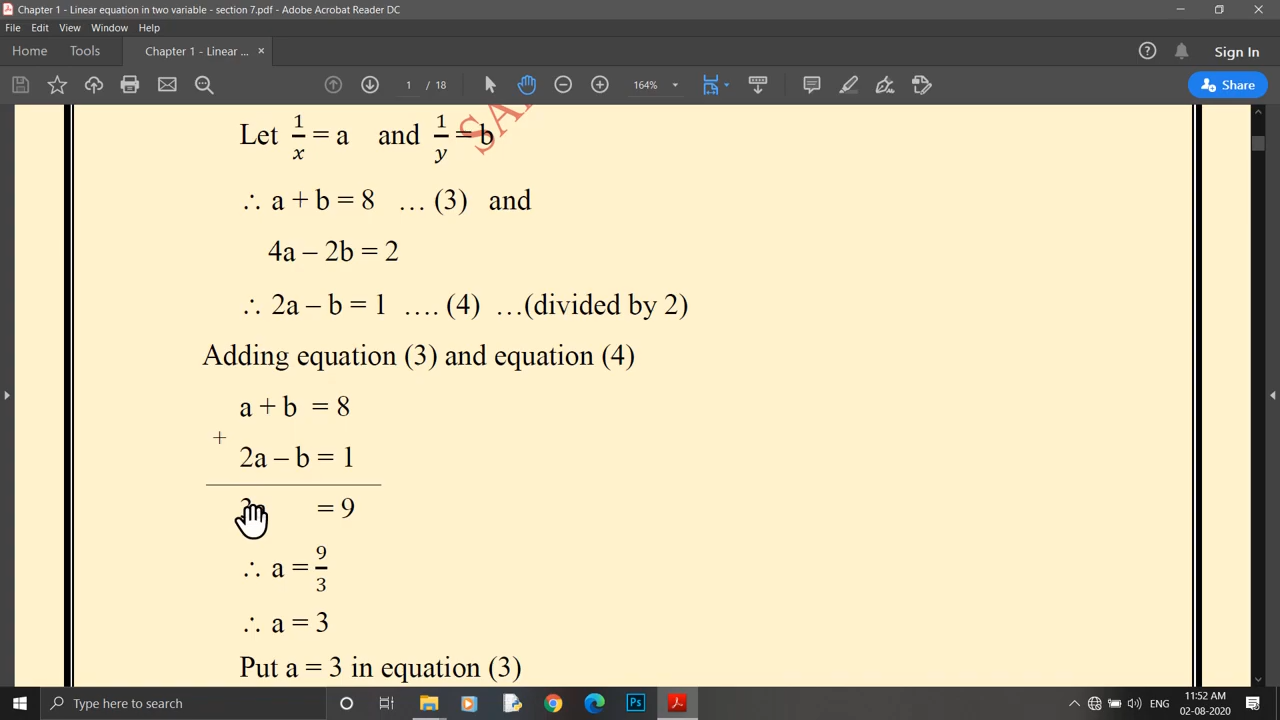 Chapter 1 - Linear equation in two variable - section 7.pdf - Adobe Acrobat Reader DC
File Edit View Window Help
Home Tools Chapter 1 - Linear ... × Sign In
1 / 18 164% Share
Let 1/x = a and 1/y = b
∴ a + b = 8 … (3) and
4a – 2b = 2
∴ 2a – b = 1 …. (4) …(divided by 2)
Adding equation (3) and equation (4)
a + b = 8
+
2a – b = 1
= 9
∴ a = 9/3
∴ a = 3
Put a = 3 in equation (3)
Type here to search
Ps
11:52 AM
02-08-2020